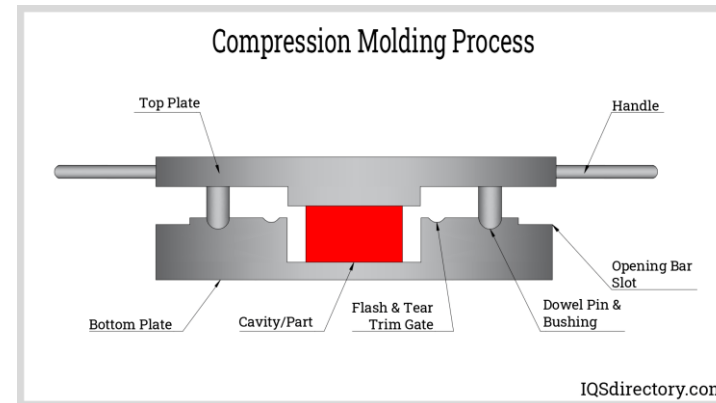 Compression Molding Process
Top Plate
Handle
Opening Bar
Slot
Dowel Pin &
Bushing
Flash & Tear
Trim Gate
Cavity/Part
Bottom Plate
IQSdirectory.com